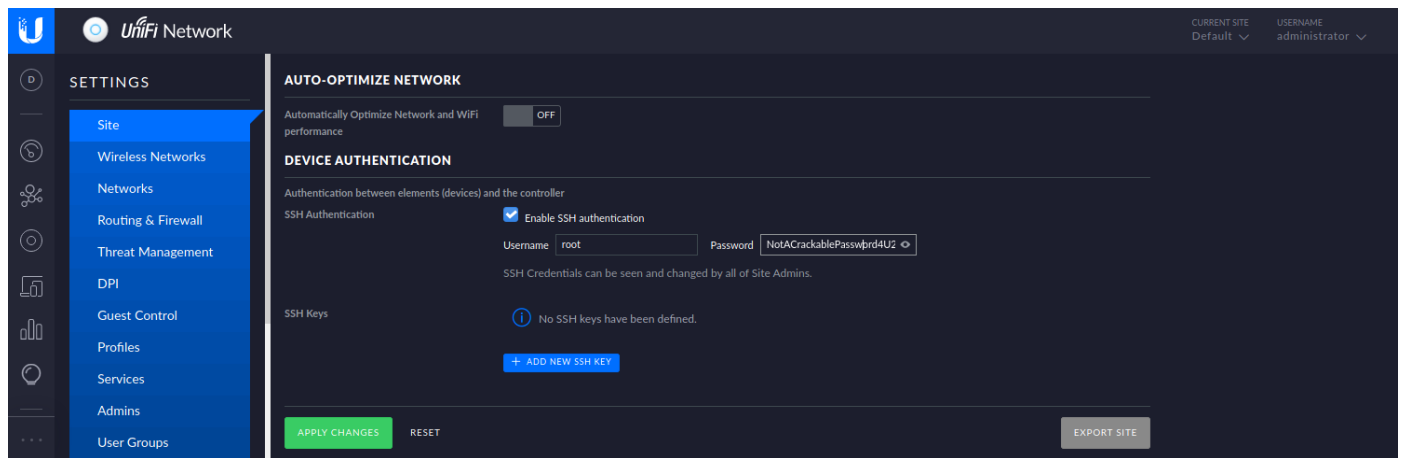 UniFi Network
CURRENT SITE
Default
USERNAME
administrator
D
SETTINGS
Site
Wireless Networks
Networks
Routing & Firewall
Threat Management
DPI
Guest Control
Profiles
Services
Admins
User Groups
AUTO-OPTIMIZE NETWORK
Automatically Optimize Network and WiFi
performance
OFF
DEVICE AUTHENTICATION
Authentication between elements (devices) and the controller
SSH Authentication
Enable SSH authentication
Username root Password NotACrackablePassword4U2
SSH Credentials can be seen and changed by all of Site Admins.
SSH Keys
No SSH keys have been defined.
+ ADD NEW SSH KEY
APPLY CHANGES RESET EXPORT SITE